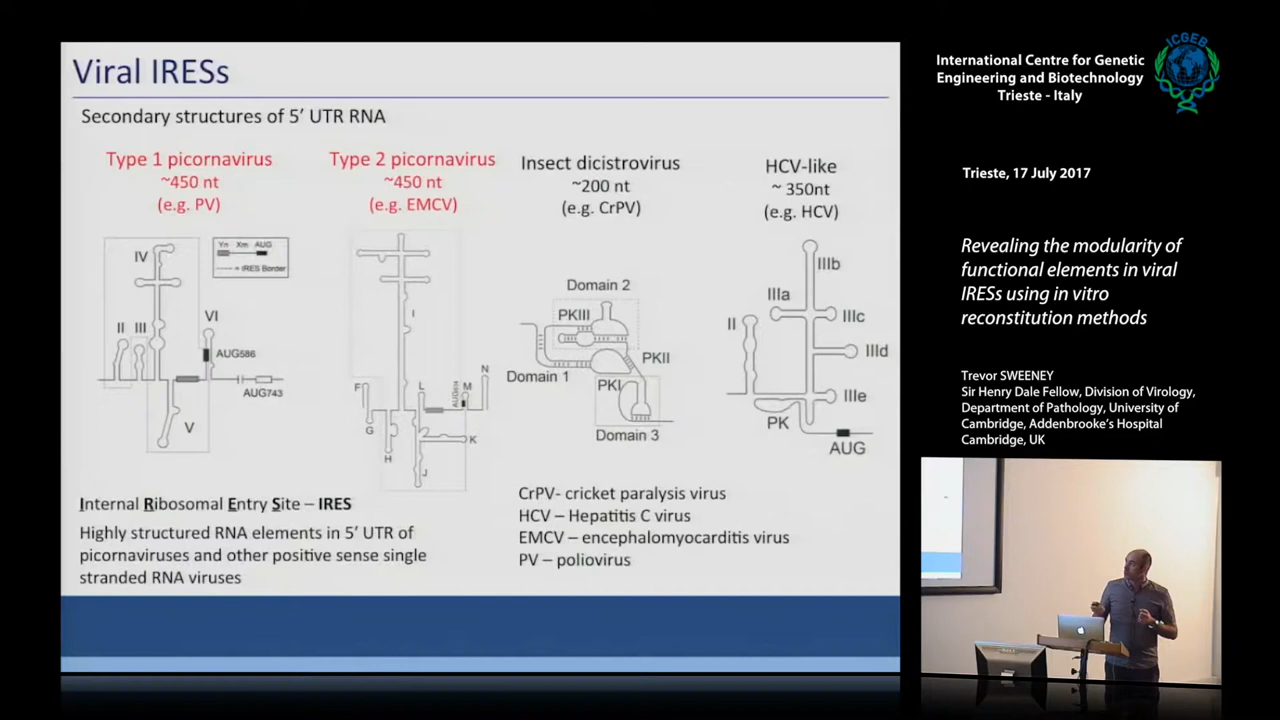 Viral IRESs
Secondary structures of 5' UTR RNA
Type 1 picornavirus
~450 nt
(e.g. PV)
Type 2 picornavirus
~450 nt
(e.g. EMCV)
Insect dicistrovirus
~200 nt
(e.g. CrPV)
HCV-like
~ 350nt
(e.g. HCV)
Yn Xm AUG
= IRES Border
IV
II
III
VI
AUG586
AUG743
V
I
F
G
H
L
M
N
K
J
Domain 2
PKIII
PKII
Domain 1
PKI
Domain 3
IIIb
IIIa
IIIc
II
IIId
IIIe
PK
AUG
Internal Ribosomal Entry Site – IRES
Highly structured RNA elements in 5' UTR of
picornaviruses and other positive sense single
stranded RNA viruses
CrPV- cricket paralysis virus
HCV – Hepatitis C virus
EMCV – encephalomyocarditis virus
PV – poliovirus
International Centre for Genetic
Engineering and Biotechnology
Trieste - Italy
ICGEB
Trieste, 17 July 2017
Revealing the modularity of
functional elements in viral
IRESs using in vitro
reconstitution methods
Trevor SWEENEY
Sir Henry Dale Fellow, Division of Virology,
Department of Pathology, University of
Cambridge, Addenbrooke's Hospital
Cambridge, UK